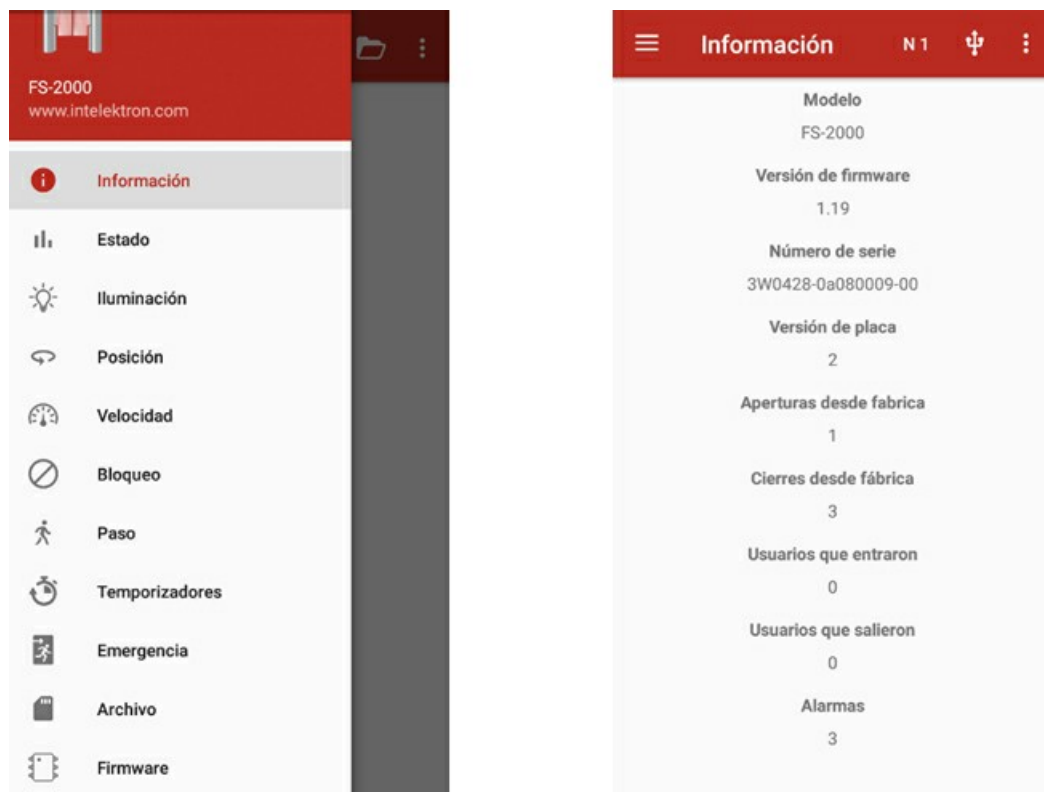 FS-2000
www.intelektron.com
Información
Estado
Iluminación
Posición
Velocidad
Bloqueo
Paso
Temporizadores
Emergencia
Archivo
Firmware
Información N 1
Modelo
FS-2000
Versión de firmware
1.19
Número de serie
3W0428-0a080009-00
Versión de placa
2
Aperturas desde fabrica
1
Cierres desde fábrica
3
Usuarios que entraron
0
Usuarios que salieron
0
Alarmas
3